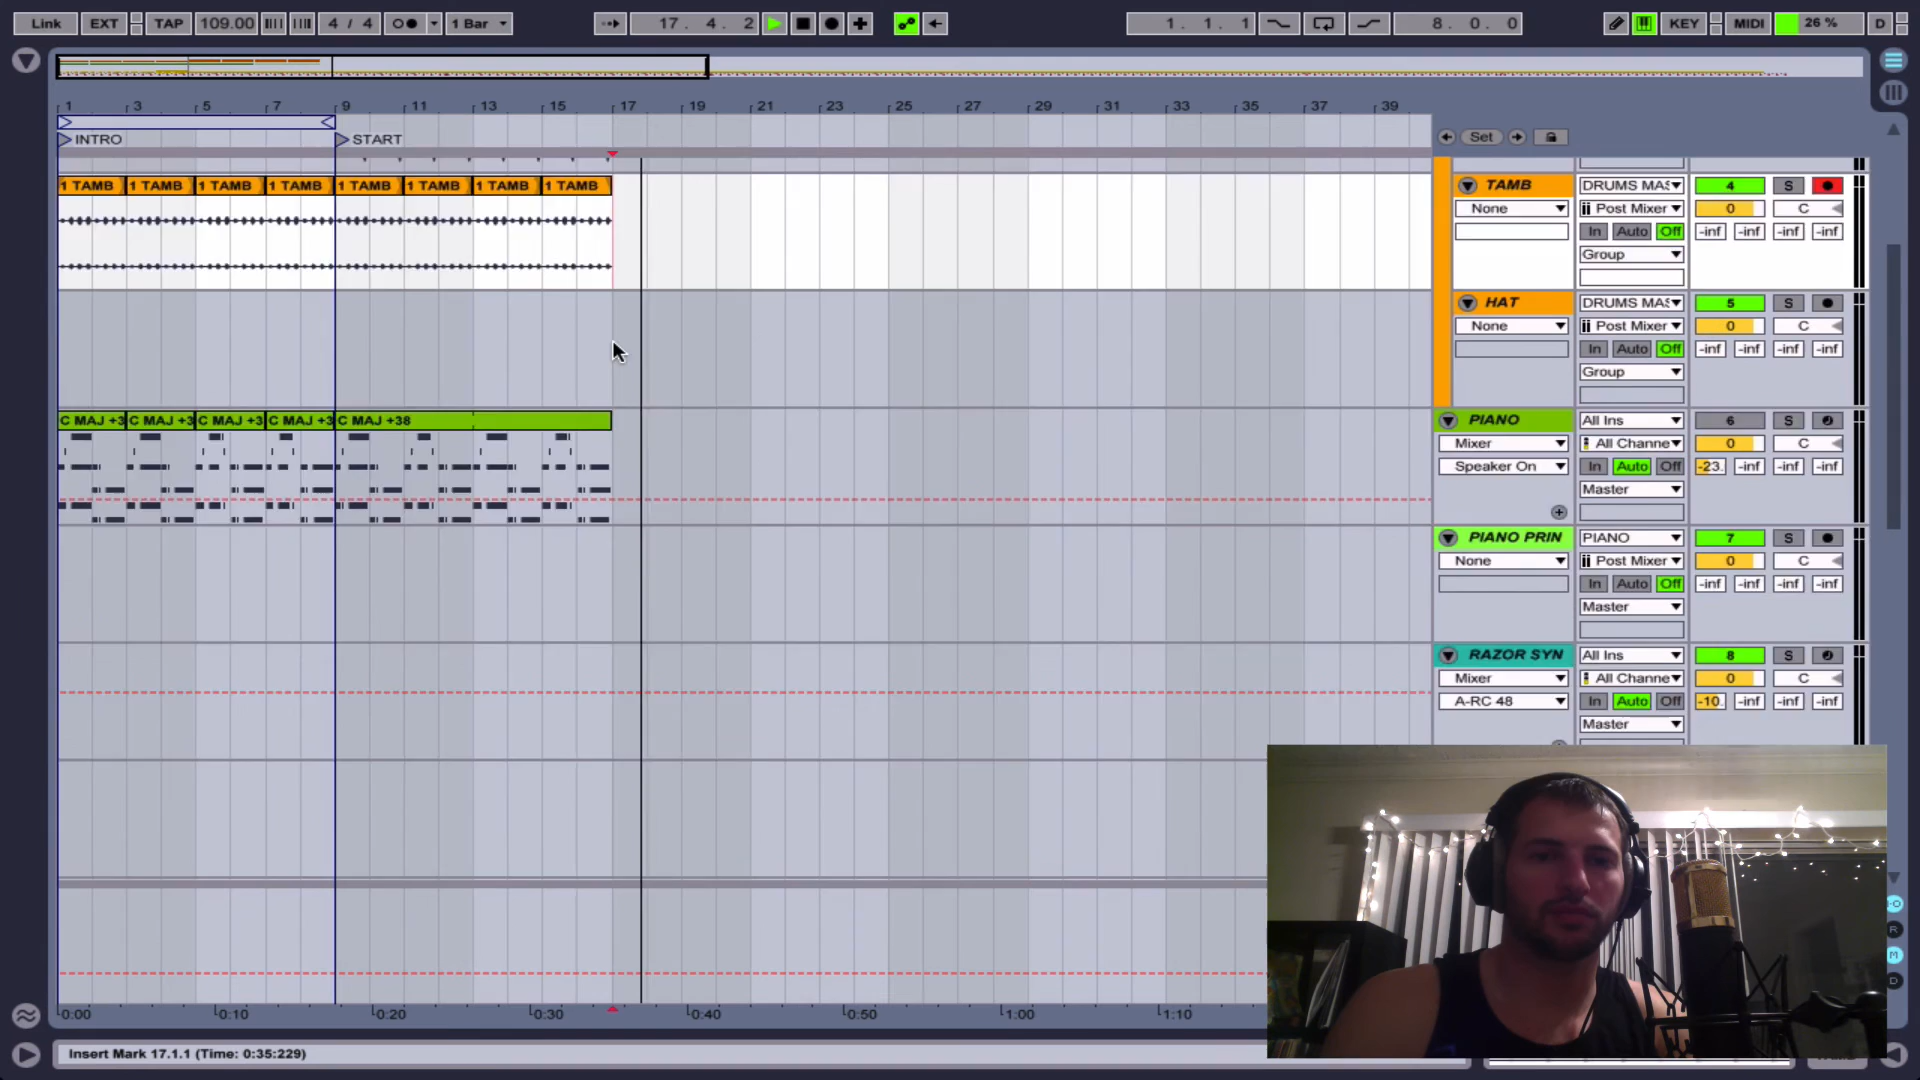 Link EXT TAP 109.00 4 / 4 1 Bar 17. 4. 2 1. 1. 1 8. 0. 0 KEY MIDI 26 % D
1 3 5 7 9 11 13 15 17 19 21 23 25 27 29 31 33 35 37 39
INTRO START Set
1 TAMB 1 TAMB 1 TAMB 1 TAMB 1 TAMB 1 TAMB 1 TAMB 1 TAMB
TAMB DRUMS MAS 4 S
None Post Mixer 0 C
In Auto Off -inf -inf -inf -inf
Group
HAT DRUMS MAS 5 S
None Post Mixer 0 C
In Auto Off -inf -inf -inf -inf
Group
C MAJ +3 C MAJ +3 C MAJ +3 C MAJ +3 C MAJ +38
PIANO All Ins 6 S
Mixer All Channe 0 C
Speaker On In Auto Off -23. -inf -inf -inf
Master
PIANO PRIN PIANO 7 S
None Post Mixer 0 C
In Auto Off -inf -inf -inf -inf
Master
RAZOR SYN All Ins 8 S
Mixer All Channe 0 C
A-RC 48 In Auto Off -10. -inf -inf -inf
Master
R
M
D
0:00 0:10 0:20 0:30 0:40 0:50 1:00 1:10
Insert Mark 17.1.1 (Time: 0:35:229)